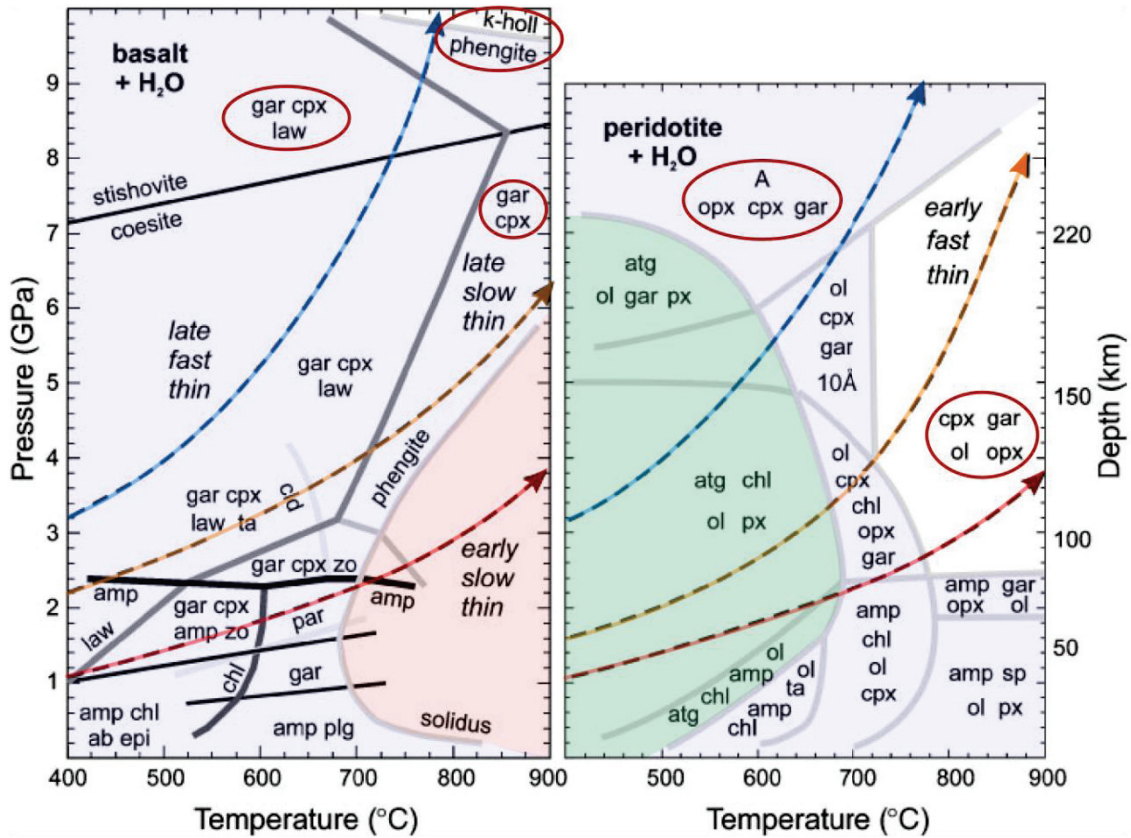 basalt
+ H₂O
k-holl
phengite
gar cpx
law
stishovite
coesite
gar
cpx
late
slow
thin
late
fast
thin
gar cpx
law
phengite
gar cpx
law ta
cd
gar cpx zo
early
slow
thin
amp
amp
gar cpx
amp zo
par
law
chl
gar
amp chl
ab epi
amp plg
solidus
9
8
7
6
5
4
3
2
1
Pressure (GPa)
400 500 600 700 800 900
Temperature (°C)
peridotite
+ H₂O
A
opx cpx gar
early
fast
thin
atg
ol gar px
ol
cpx
gar
10Å
cpx gar
ol opx
atg chl
ol px
ol
cpx
chl
opx
gar
amp gar
opx ol
amp
chl
ol
cpx
ol
amp
chl
atg
ol
ta
amp
chl
amp sp
ol px
220
150
100
50
Depth (km)
500 600 700 800 900
Temperature (°C)